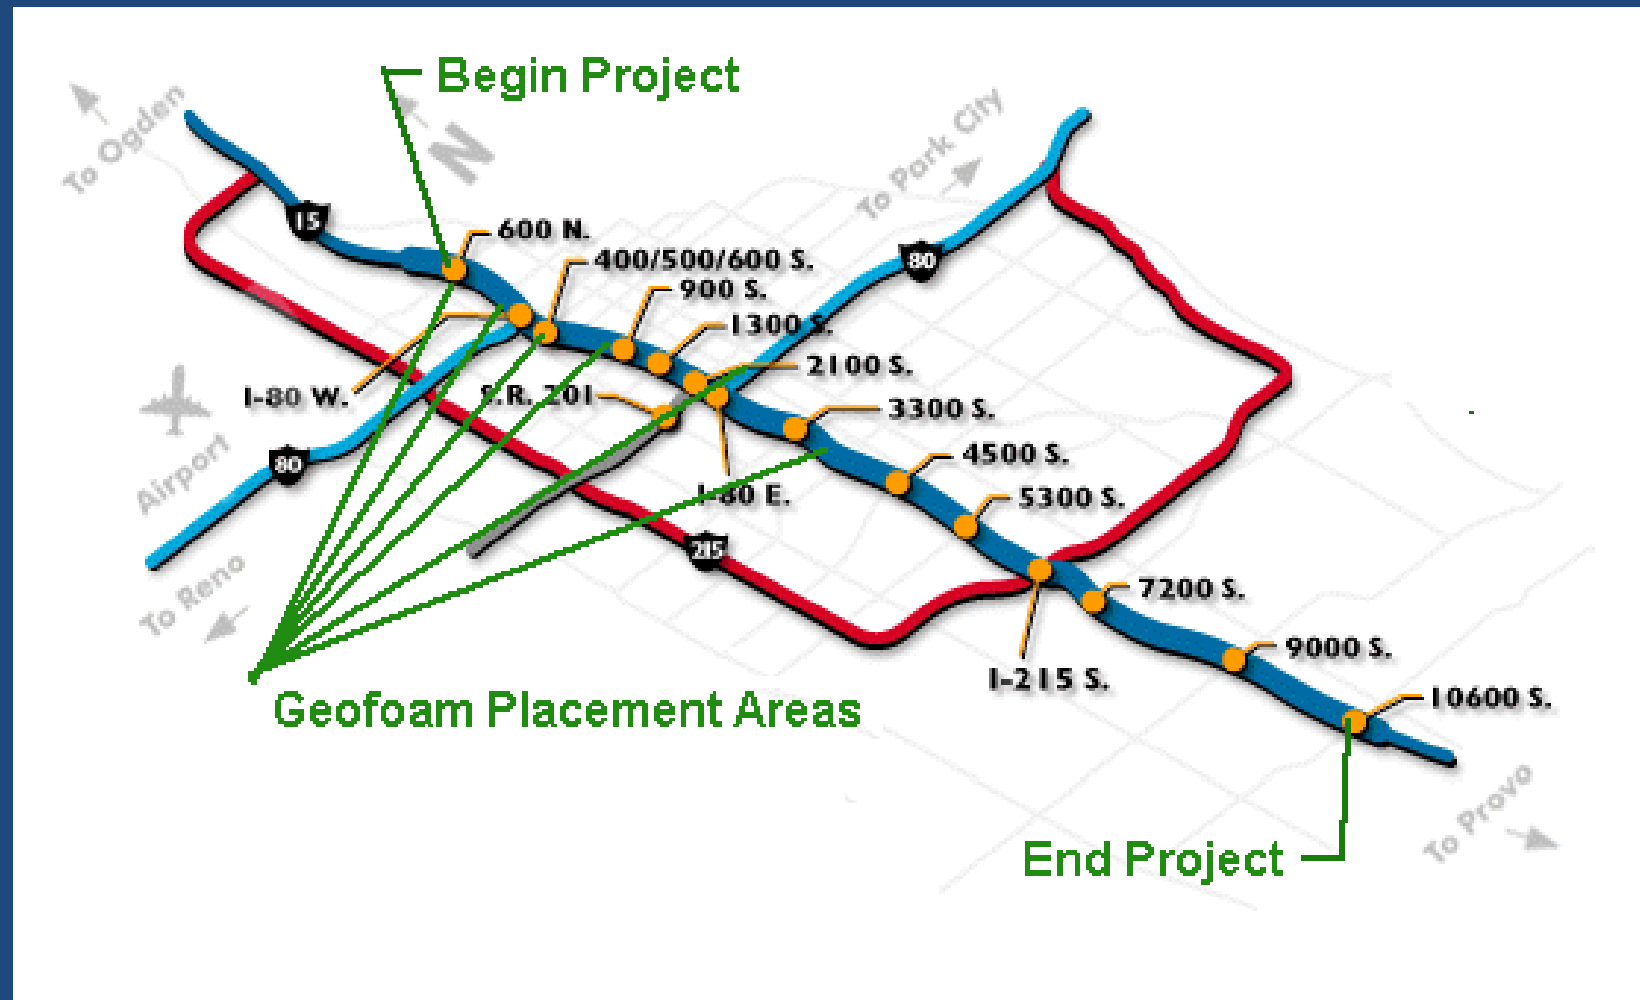 Begin Project
To Ogden
N
To Park City
15
600 N.
400/500/600 S.
80
900 S.
1300 S.
2100 S.
I-80 W.
S.R. 201
3300 S.
Airport
80
4500 S.
I-80 E.
5300 S.
215
To Reno
7200 S.
9000 S.
I-215 S.
10600 S.
Geofoam Placement Areas
To Provo
End Project